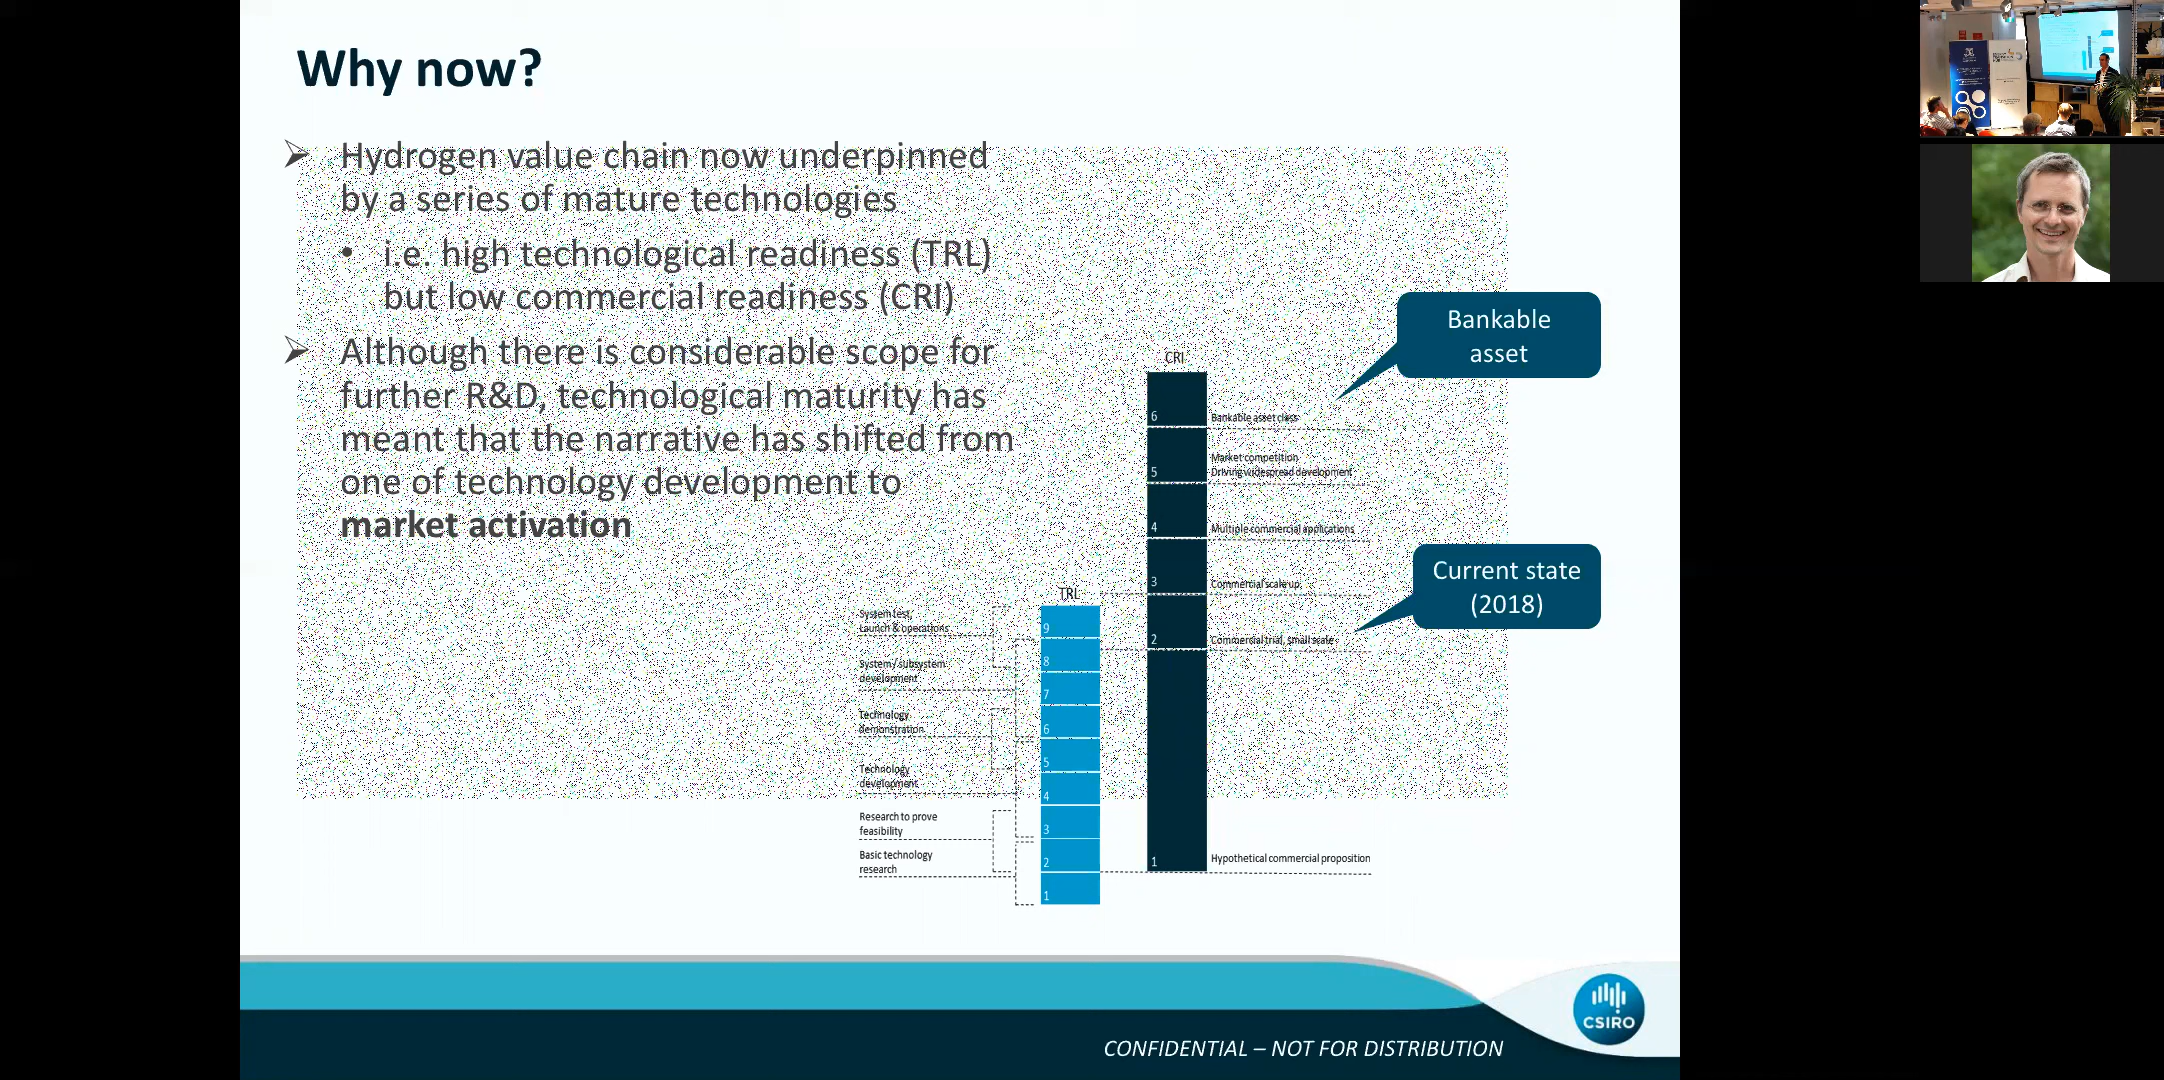 Why now?
Hydrogen value chain now underpinned
by a series of mature technologies
i.e. high technological readiness (TRL)
but low commercial readiness (CRI)
Although there is considerable scope for
further R&D, technological maturity has
meant that the narrative has shifted from
one of technology development to
market activation
Bankable
asset
Current state
(2018)
CRI
6
Bankable asset class
Market competition
5
Driving widespread development
4
Multiple commercial applications
3
Commercial scale up
2
Commercial trial, small scale
1
Hypothetical commercial proposition
TRL
System test,
Launch & operations
9
8
System / subsystem
development
7
Technology
demonstration
6
5
Technology
development
4
Research to prove
feasibility
3
Basic technology
research
2
1
CSIRO
CONFIDENTIAL – NOT FOR DISTRIBUTION